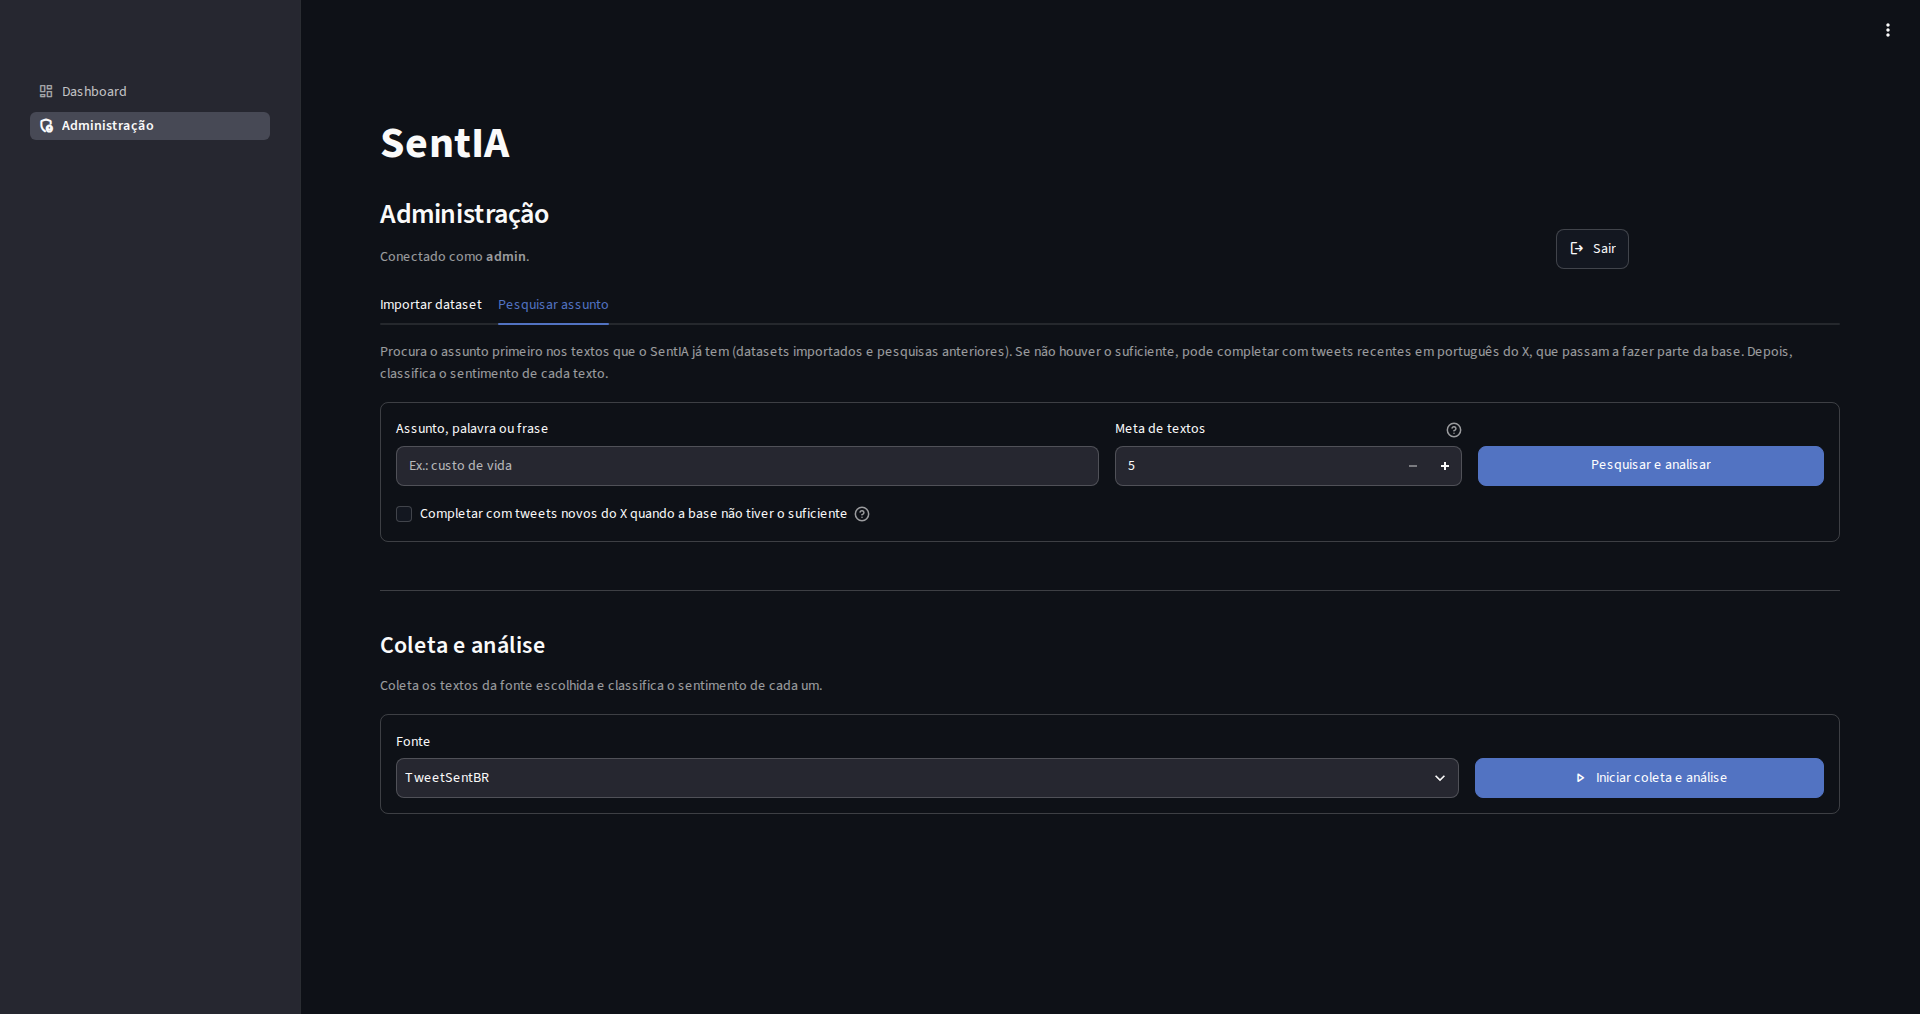 Dashboard
Administração
SentIA
Administração
Conectado como admin.
Sair
Importar dataset
Pesquisar assunto
Procura o assunto primeiro nos textos que o SentIA já tem (datasets importados e pesquisas anteriores). Se não houver o suficiente, pode completar com tweets recentes em português do X, que passam a fazer parte da base. Depois,
classifica o sentimento de cada texto.
Assunto, palavra ou frase
Meta de textos
Ex.: custo de vida
5
Pesquisar e analisar
Completar com tweets novos do X quando a base não tiver o suficiente
Coleta e análise
Coleta os textos da fonte escolhida e classifica o sentimento de cada um.
Fonte
TweetSentBR
Iniciar coleta e análise